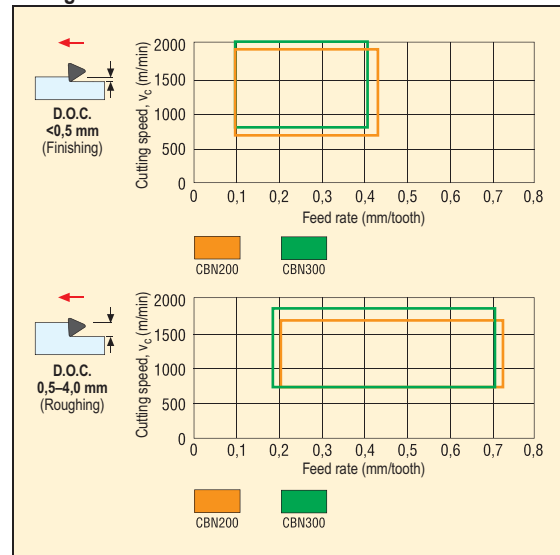 Cutting speed, vc (m/min)
2000
1500
1000
500
0
0 0,1 0,2 0,3 0,4 0,5 0,6 0,7 0,8
Feed rate (mm/tooth)
D.O.C.
<0,5 mm
(Finishing)
CBN200 CBN300
Cutting speed, vc (m/min)
2000
1500
1000
500
0
0 0,1 0,2 0,3 0,4 0,5 0,6 0,7 0,8
Feed rate (mm/tooth)
D.O.C.
0,5–4,0 mm
(Roughing)
CBN200 CBN300